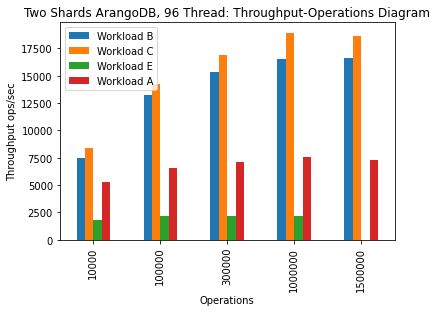 Two Shards ArangoDB, 96 Thread: Throughput-Operations Diagram
Workload B
Workload C
Workload E
Workload A
Throughput ops/sec
17500
15000
12500
10000
7500
5000
2500
0
10000
100000
300000
1000000
1500000
Operations